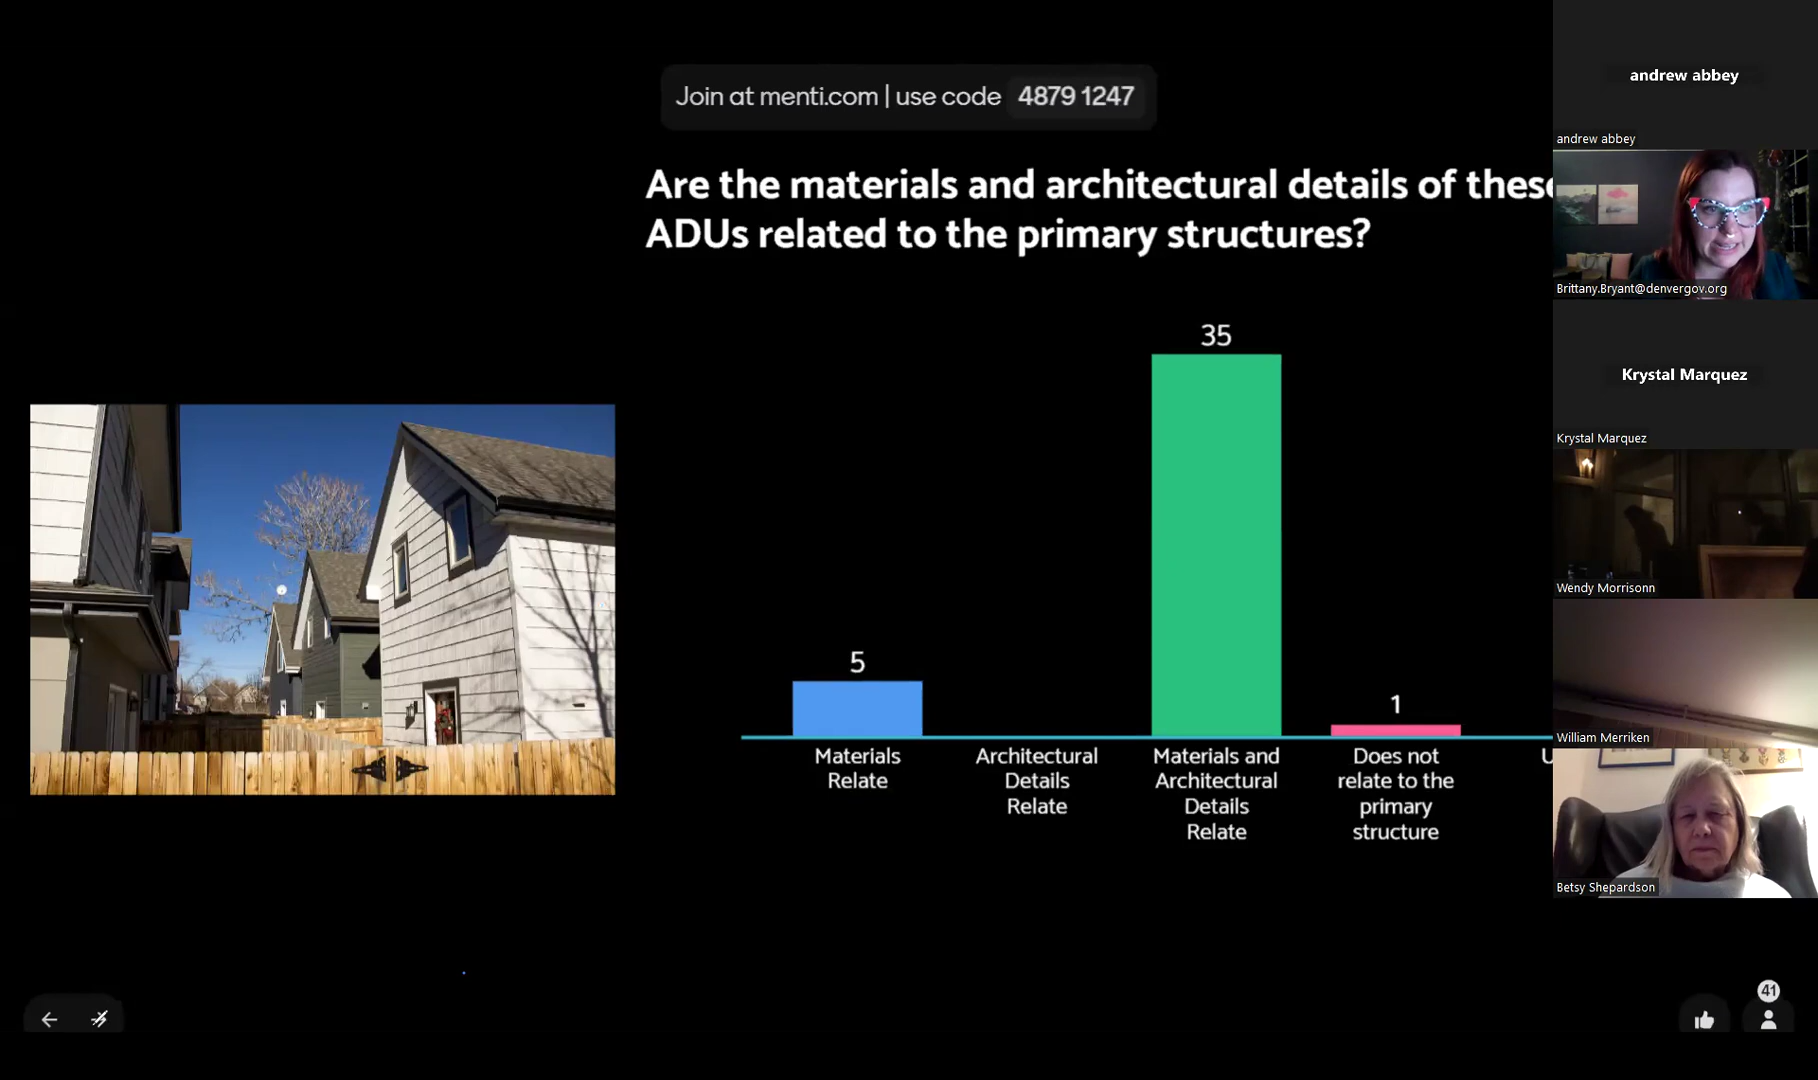 Join at menti.com | use code 4879 1247
Are the materials and architectural details of these
ADUs related to the primary structures?
35
5
1
Materials
Relate
Architectural
Details
Relate
Materials and
Architectural
Details
Relate
Does not
relate to the
primary
structure
U
andrew abbey
andrew abbey
Brittany.Bryant@denvergov.org
Krystal Marquez
Krystal Marquez
Wendy Morrisonn
William Merriken
Betsy Shepardson
41